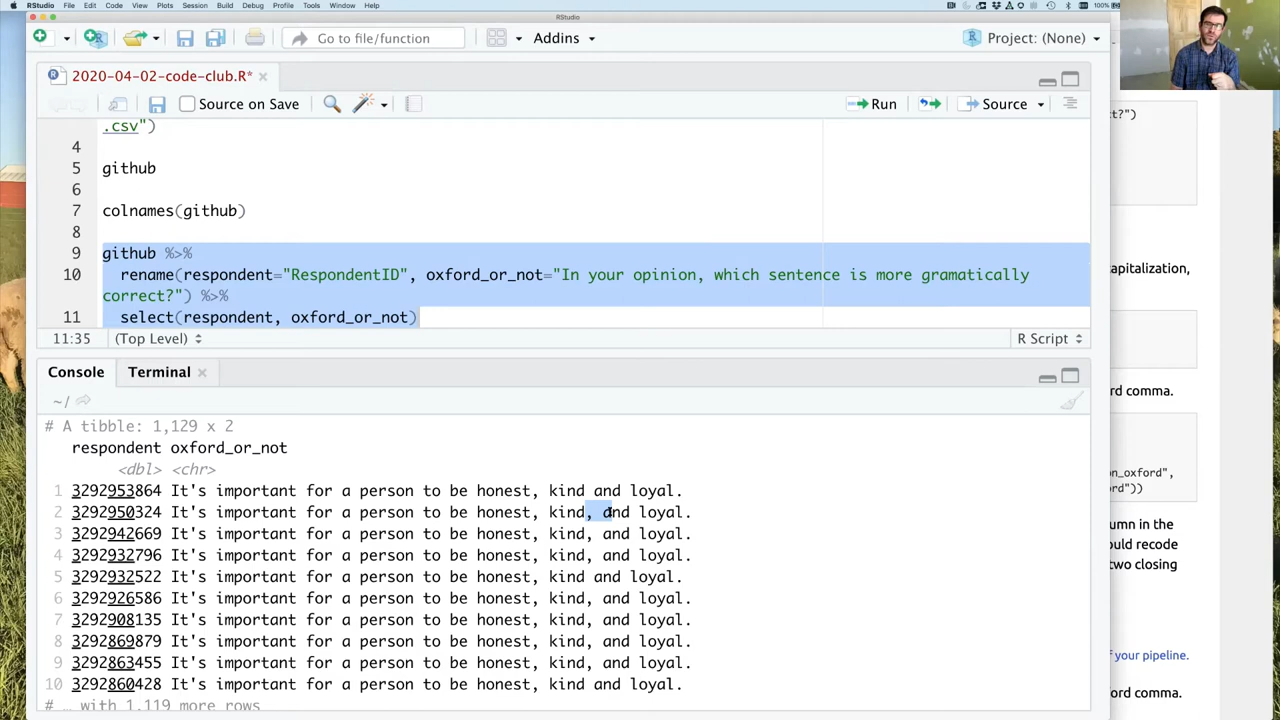 RStudio File Edit Code View Plots Session Build Debug Profile Tools Window Help
100%
RStudio
Go to file/function
Addins
Project: (None)
2020-04-02-code-club.R*
Source on Save
Run
Source
.csv")
4
5 github
6
7 colnames(github)
8
9 github %>%
10 rename(respondent="RespondentID", oxford_or_not="In your opinion, which sentence is more gramatically
correct?") %>%
11 select(respondent, oxford_or_not)
11:35 (Top Level) R Script
Console Terminal
~/
# A tibble: 1,129 x 2
respondent oxford_or_not
<dbl> <chr>
1 3292953864 It's important for a person to be honest, kind and loyal.
2 3292950324 It's important for a person to be honest, kind, and loyal.
3 3292942669 It's important for a person to be honest, kind, and loyal.
4 3292932796 It's important for a person to be honest, kind, and loyal.
5 3292932522 It's important for a person to be honest, kind and loyal.
6 3292926586 It's important for a person to be honest, kind, and loyal.
7 3292908135 It's important for a person to be honest, kind, and loyal.
8 3292869879 It's important for a person to be honest, kind, and loyal.
9 3292863455 It's important for a person to be honest, kind, and loyal.
10 3292860428 It's important for a person to be honest, kind and loyal.
# … with 1,119 more rows
ct?")
apitalization,
rd comma.
on_oxford",
rd"))
umn in the
ould recode
two closing
f your pipeline.
ord comma.